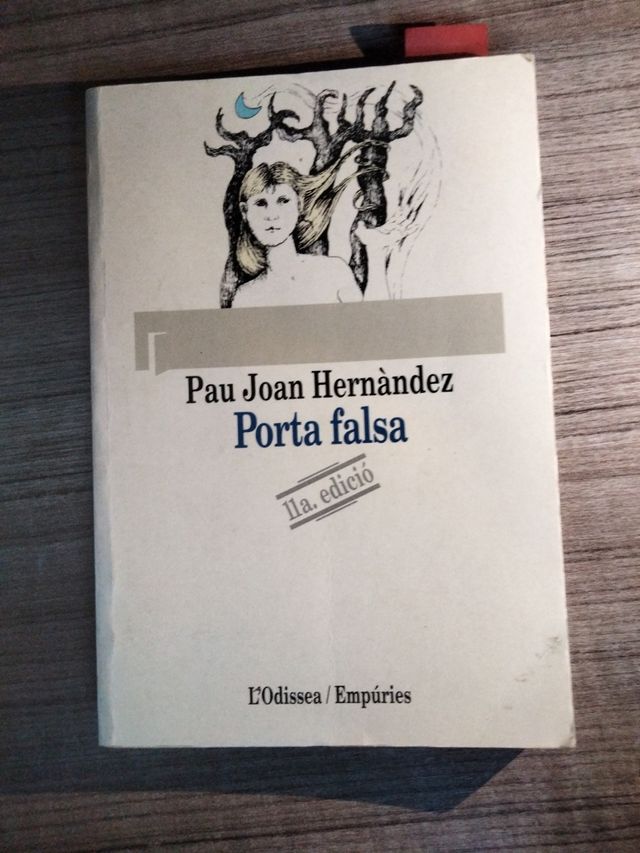 Pau Joan Hernàndez
Porta falsa
11a. edició
L'Odissea / Empúries